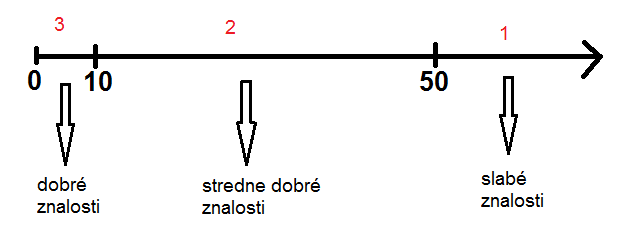 3 2 1
0 10 50
dobré
znalosti
stredne dobré
znalosti
slabé
znalosti